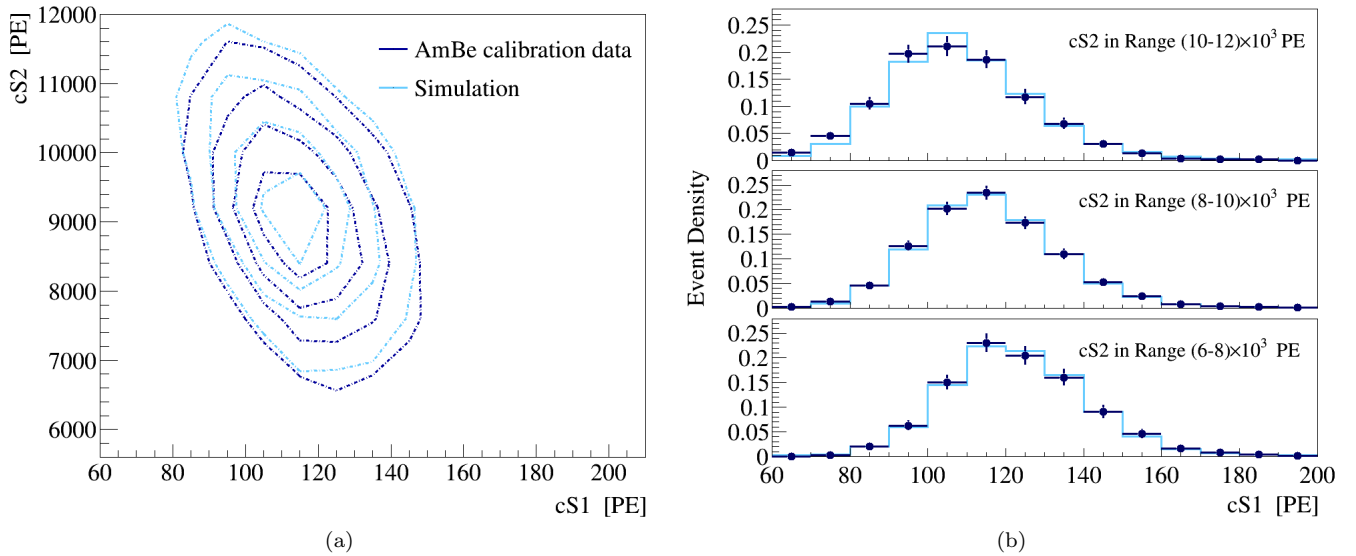 12000
11000
10000
9000
8000
7000
6000
cS2 [PE]
AmBe calibration data
Simulation
60 80 100 120 140 160 180 200
cS1 [PE]
(a)
Event Density
cS2 in Range (10-12)×10³ PE
0.25
0.2
0.15
0.1
0.05
0
cS2 in Range (8-10)×10³ PE
0.25
0.2
0.15
0.1
0.05
0
cS2 in Range (6-8)×10³ PE
0.25
0.2
0.15
0.1
0.05
0
60 80 100 120 140 160 180 200
cS1 [PE]
(b)